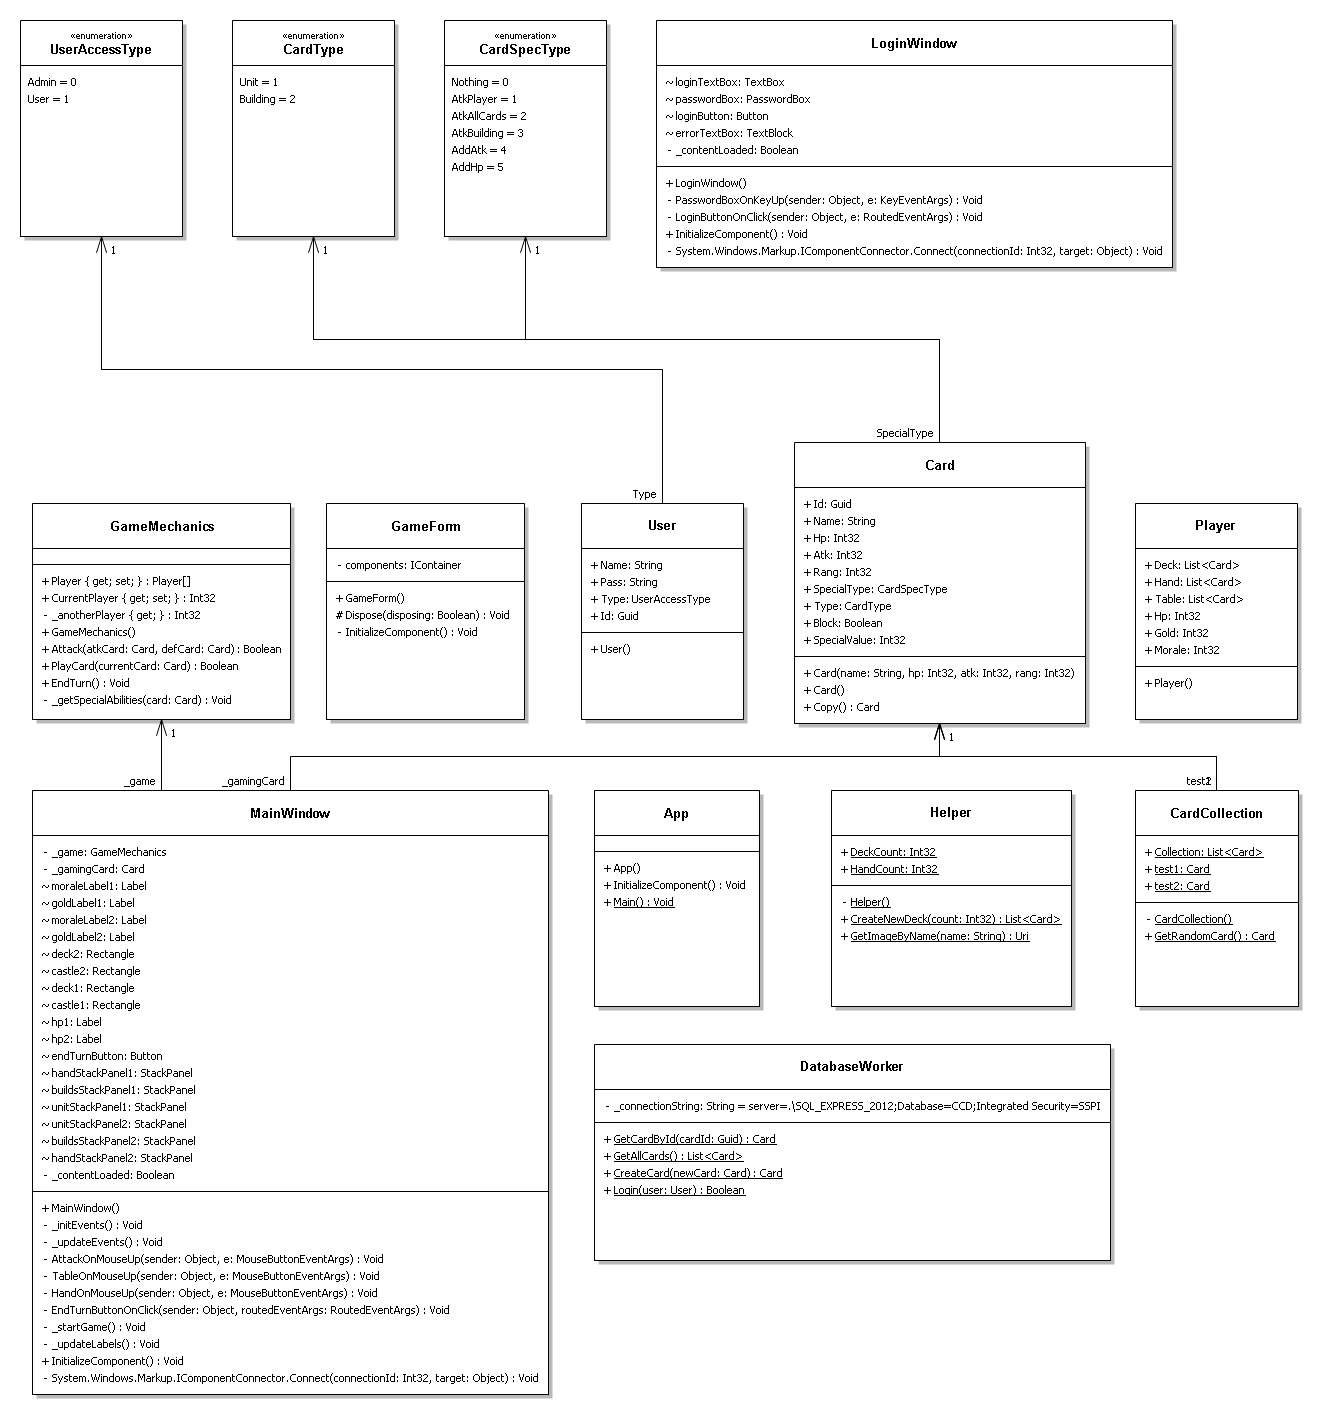 «enumeration»
UserAccessType
Admin = 0
User = 1
«enumeration»
CardType
Unit = 1
Building = 2
«enumeration»
CardSpecType
Nothing = 0
AtkPlayer = 1
AtkAllCards = 2
AtkBuilding = 3
AddAtk = 4
AddHp = 5
LoginWindow
~ loginTextBox: TextBox
~ passwordBox: PasswordBox
~ loginButton: Button
~ errorTextBox: TextBlock
- _contentLoaded: Boolean
+ LoginWindow()
- PasswordBoxOnKeyUp(sender: Object, e: KeyEventArgs) : Void
- LoginButtonOnClick(sender: Object, e: RoutedEventArgs) : Void
+ InitializeComponent() : Void
- System.Windows.Markup.IComponentConnector.Connect(connectionId: Int32, target: Object) : Void
1
1
1
SpecialType
Type
GameMechanics
+ Player { get; set; } : Player[]
+ CurrentPlayer { get; set; } : Int32
- _anotherPlayer { get; } : Int32
+ GameMechanics()
+ Attack(atkCard: Card, defCard: Card) : Boolean
+ PlayCard(currentCard: Card) : Boolean
+ EndTurn() : Void
- _getSpecialAbilities(card: Card) : Void
GameForm
- components: IContainer
+ GameForm()
# Dispose(disposing: Boolean) : Void
- InitializeComponent() : Void
User
+ Name: String
+ Pass: String
+ Type: UserAccessType
+ Id: Guid
+ User()
Card
+ Id: Guid
+ Name: String
+ Hp: Int32
+ Atk: Int32
+ Rang: Int32
+ SpecialType: CardSpecType
+ Type: CardType
+ Block: Boolean
+ SpecialValue: Int32
+ Card(name: String, hp: Int32, atk: Int32, rang: Int32)
+ Card()
+ Copy() : Card
Player
+ Deck: List<Card>
+ Hand: List<Card>
+ Table: List<Card>
+ Hp: Int32
+ Gold: Int32
+ Morale: Int32
+ Player()
1
1
_game
_gamingCard
MainWindow
- _game: GameMechanics
- _gamingCard: Card
~ moraleLabel1: Label
~ goldLabel1: Label
~ moraleLabel2: Label
~ goldLabel2: Label
~ deck2: Rectangle
~ castle2: Rectangle
~ deck1: Rectangle
~ castle1: Rectangle
~ hp1: Label
~ hp2: Label
~ endTurnButton: Button
~ handStackPanel1: StackPanel
~ buildsStackPanel1: StackPanel
~ unitStackPanel1: StackPanel
~ unitStackPanel2: StackPanel
~ buildsStackPanel2: StackPanel
~ handStackPanel2: StackPanel
- _contentLoaded: Boolean
+ MainWindow()
- _initEvents() : Void
- _updateEvents() : Void
- AttackOnMouseUp(sender: Object, e: MouseButtonEventArgs) : Void
- TableOnMouseUp(sender: Object, e: MouseButtonEventArgs) : Void
- HandOnMouseUp(sender: Object, e: MouseButtonEventArgs) : Void
- EndTurnButtonOnClick(sender: Object, routedEventArgs: RoutedEventArgs) : Void
- _startGame() : Void
- _updateLabels() : Void
+ InitializeComponent() : Void
- System.Windows.Markup.IComponentConnector.Connect(connectionId: Int32, target: Object) : Void
App
+ App()
+ InitializeComponent() : Void
+ Main() : Void
Helper
+ DeckCount: Int32
+ HandCount: Int32
- Helper()
+ CreateNewDeck(count: Int32) : List<Card>
+ GetImageByName(name: String) : Uri
CardCollection
+ Collection: List<Card>
+ test1: Card
+ test2: Card
- CardCollection()
+ GetRandomCard() : Card
DatabaseWorker
- _connectionString: String = server=.\SQL_EXPRESS_2012;Database=CCD;Integrated Security=SSPI
+ GetCardById(cardId: Guid) : Card
+ GetAllCards() : List<Card>
+ CreateCard(newCard: Card) : Card
+ Login(user: User) : Boolean